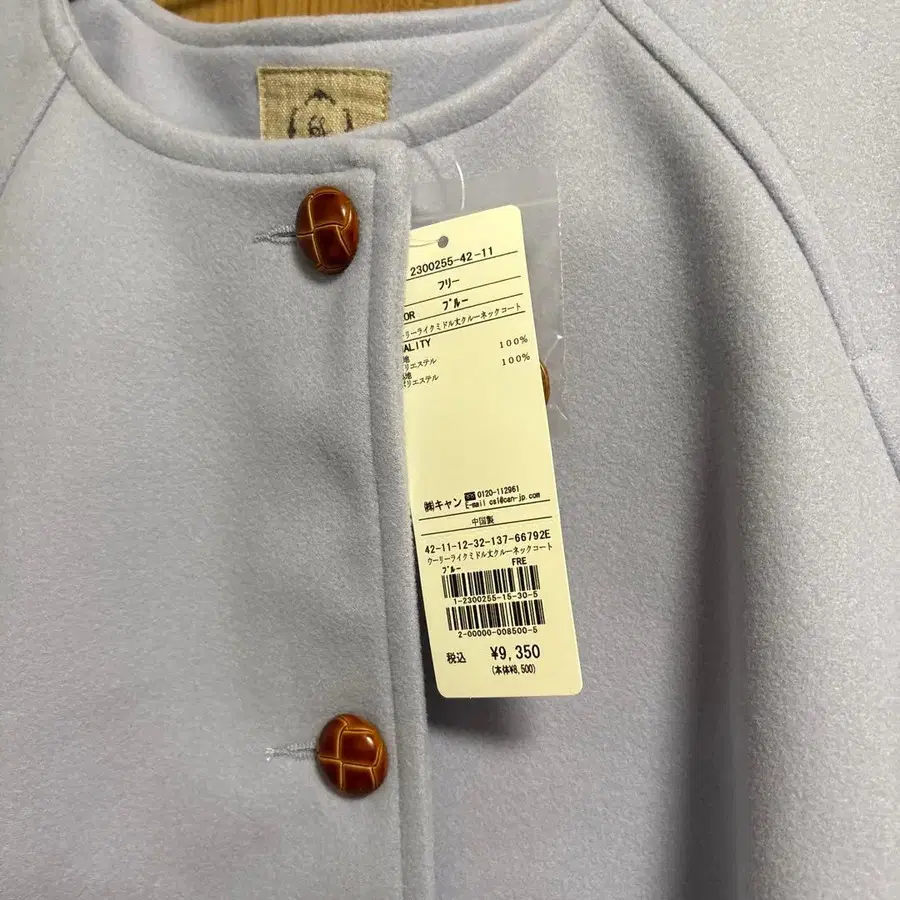 2300255-42-11
フリー
OR ブルー
ーリーライクミドル丈クルーネックコート
ALITY
地 100%
リエステル
地 100%
リエステル
㈱キャン 0120-112961
E-mail csl@can-jp.com
中国製
42-11-12-32-137-66792E
ウーリーライクミドル丈クルーネックコート
ブルー FRE
1-2300255-15-30-5
2-00000-008500-5
税込 ¥9,350
(本体¥8,500)